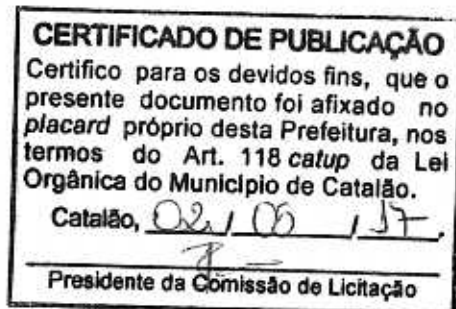 CERTIFICADO DE PUBLICAÇÃO
Certifico para os devidos fins, que o
presente documento foi afixado no
placard próprio desta Prefeitura, nos
termos do Art. 118 catup da Lei
Orgânica do Municipio de Catalão.
Catalão, 02 / 06 / 17.
Presidente da Comissão de Licitação